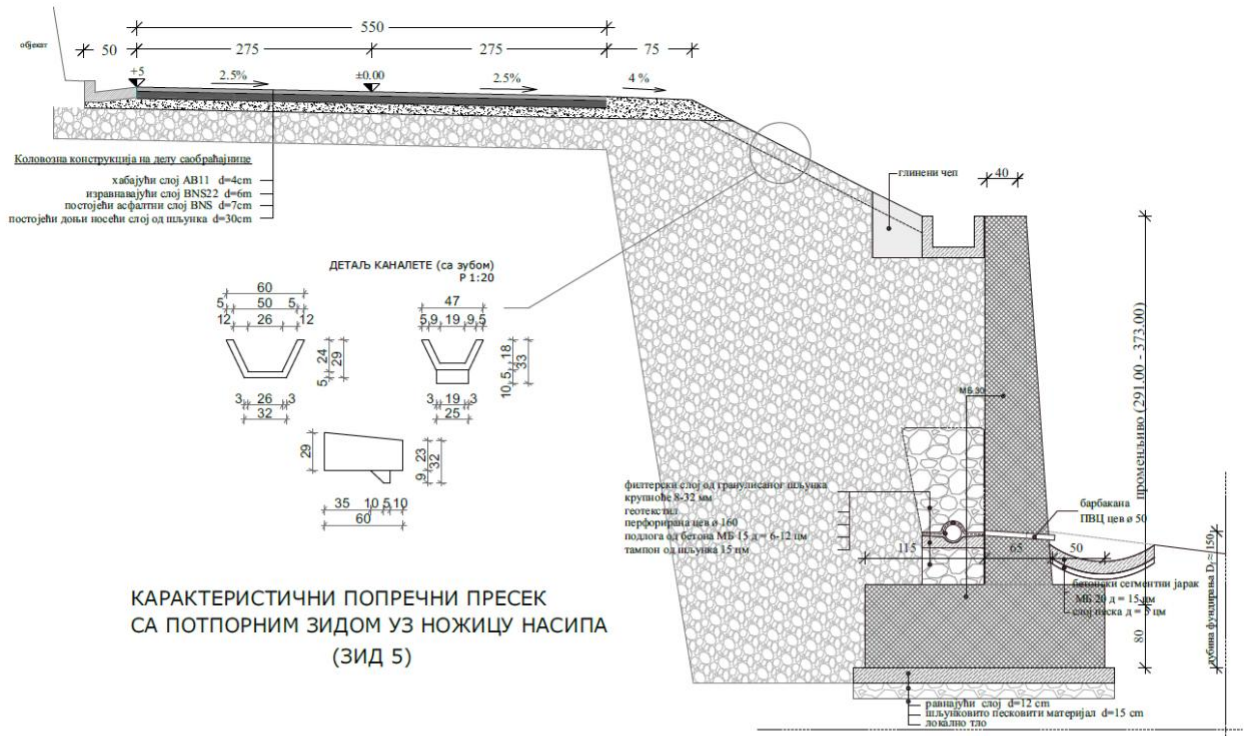 550
објекат
50
275
275
75
+5
2.5%
±0.00
2.5%
4 %
Коловозна конструкција на делу саобраћајнице
хабајући слој AB11 d=4cm
изравнавајући слој BNS22 d=6m
постојећи асфалтни слој BNS d=7cm
постојећи доњи носећи слој од шљунка d=30cm
глинени чеп
40
ДЕТАЉ КАНАЛЕТЕ (са зубом)
Р 1:20
60
5 50 5
12 26 12
24
29
5
3 26 3
32
47
5 9 19 9 5
18
33
5
10
3 19 3
25
29
23
32
9
35 10 5 10
60
МБ 30
променљиво (291.00 - 373.00)
филтерски слој од гранулисаног шљунка
крупноће 8-32 мм
геотекстил
перфорирана цев ø 160
подлога од бетона МБ 15 д = 6-12 цм
тампон од шљунка 15 цм
барбакана
ПВЦ цев ø 50
115
65
50
бетонски сегментни јарак
МБ 20 д = 15 цм
слој песка д = 5 цм
80
дубина фундирања D ≈ 150
КАРАКТЕРИСТИЧНИ ПОПРЕЧНИ ПРЕСЕК
СА ПОТПОРНИМ ЗИДОМ УЗ НОЖИЦУ НАСИПА
(ЗИД 5)
равнајући слој d=12 cm
шљунковито песковити материјал d=15 cm
локално тло